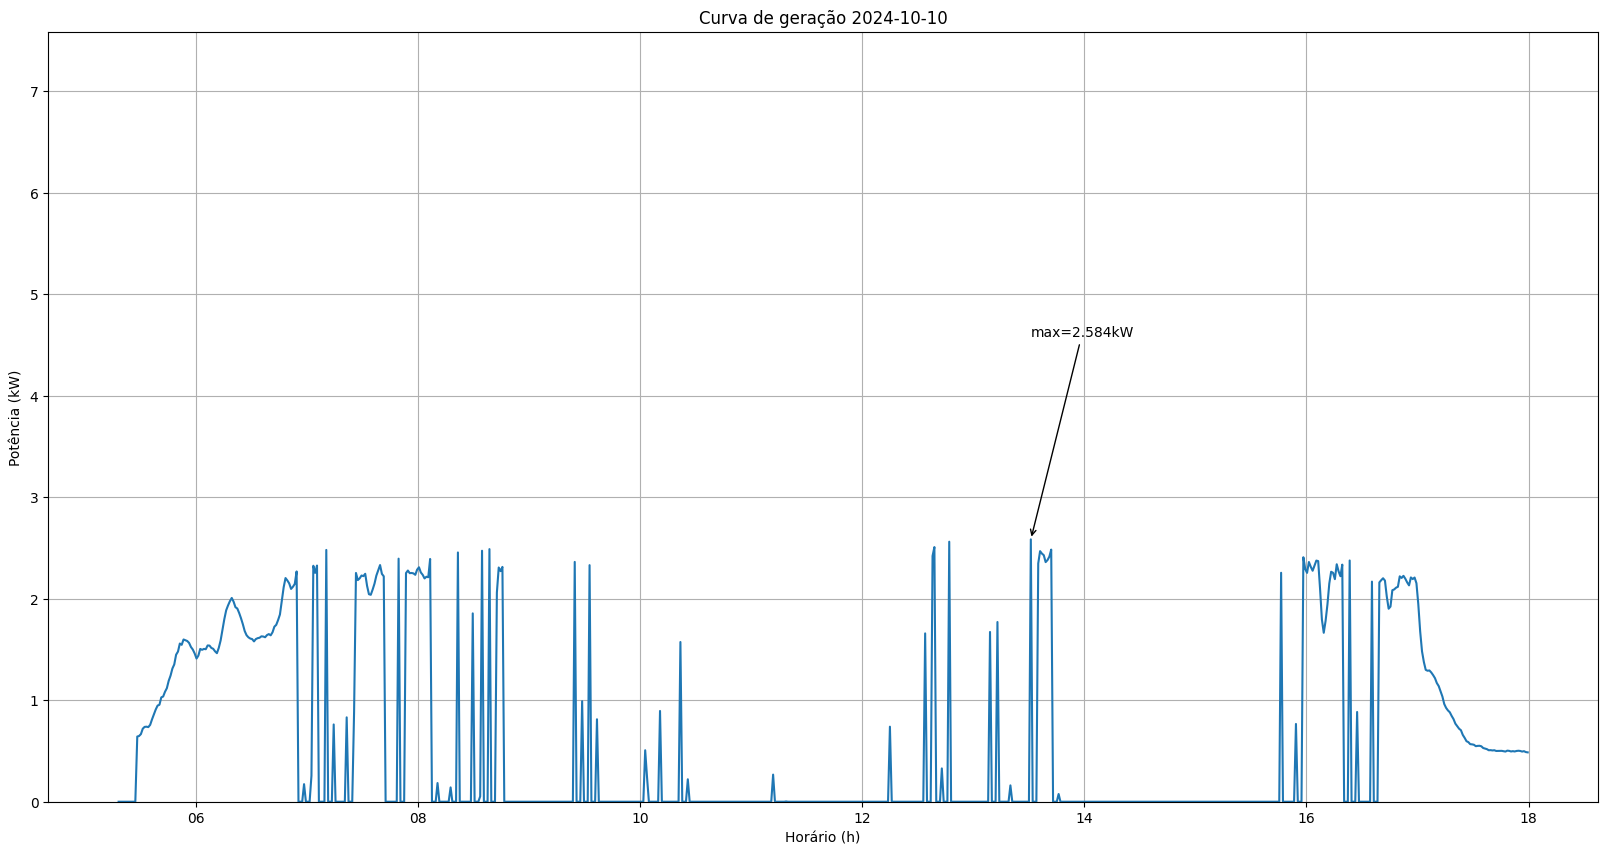 Curva de geração 2024-10-10
7
6
5
max=2.584kW
4
3
2
1
0
Potência (kW)
06 08 10 12 14 16 18
Horário (h)